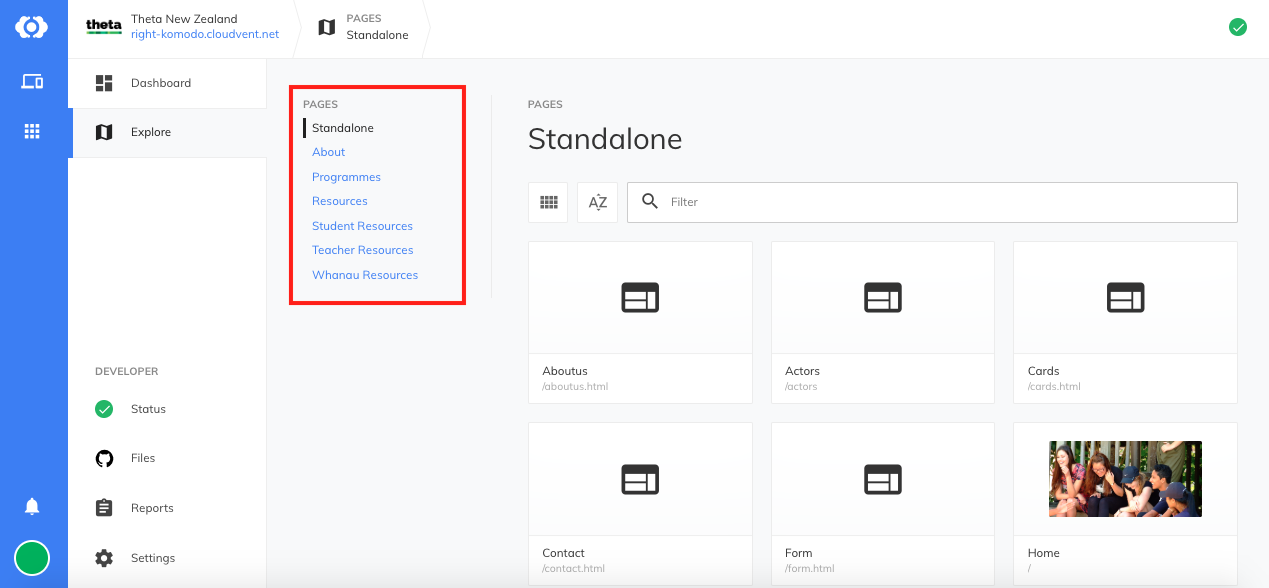 theta
Theta New Zealand
right-komodo.cloudvent.net
PAGES
Standalone
Dashboard
Explore
DEVELOPER
Status
Files
Reports
Settings
PAGES
Standalone
About
Programmes
Resources
Student Resources
Teacher Resources
Whanau Resources
PAGES
Standalone
AZ
Filter
Aboutus
/aboutus.html
Actors
/actors
Cards
/cards.html
Contact
/contact.html
Form
/form.html
Home
/